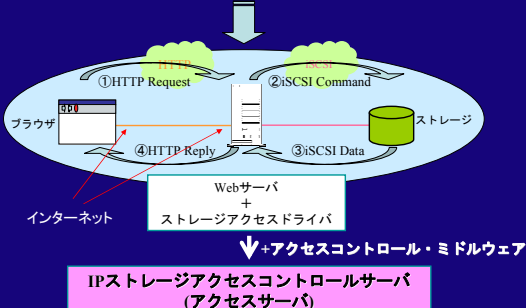 HTTP
iSCSI
①HTTP Request
②iSCSI Command
ブラウザ
ストレージ
④HTTP Reply
③iSCSI Data
インターネット
Webサーバ
+
ストレージアクセスドライバ
+アクセスコントロール・ミドルウェア
IPストレージアクセスコントロールサーバ
(アクセスサーバ)